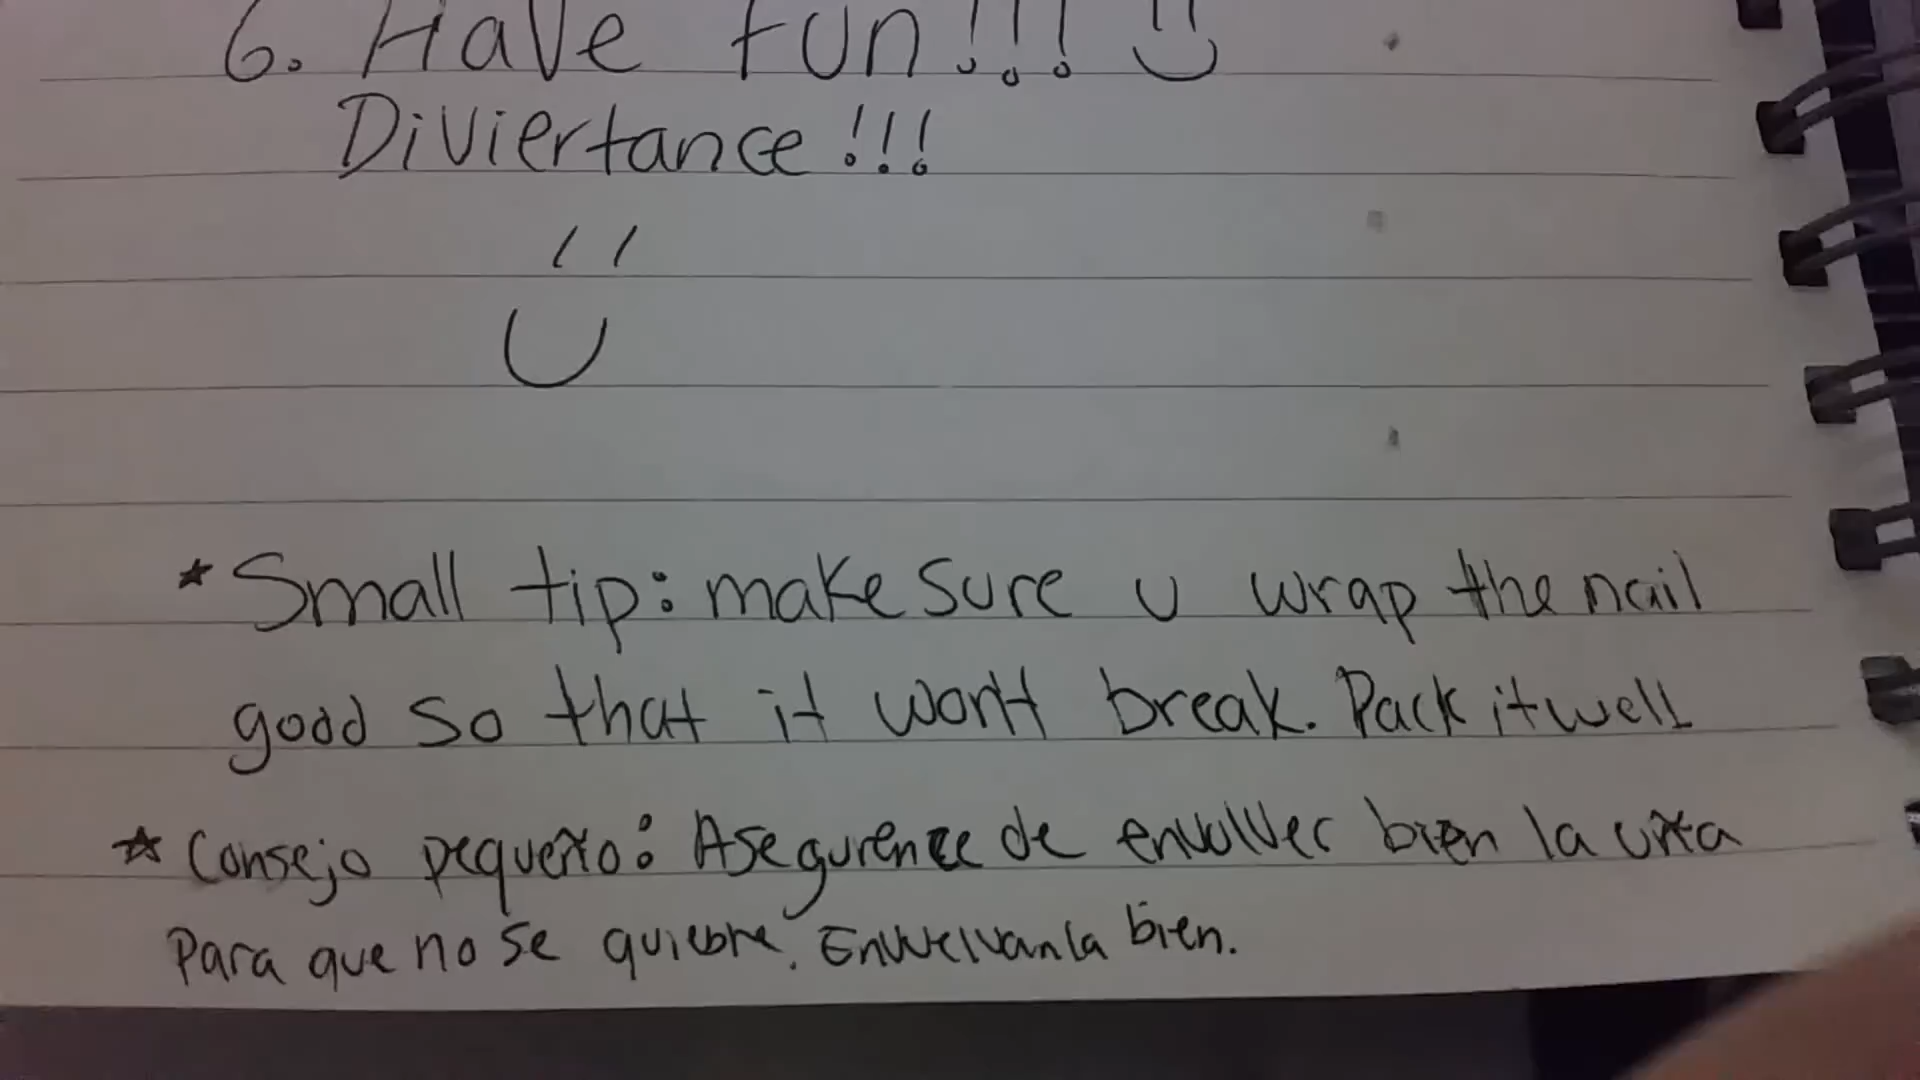 6. Have fun!!! 
Diviertance!!!
* Small tip: make sure u wrap the nail
good so that it won't break. Pack it well
☆ Consejo pequeño: Asegurence de envolver bien la uña
Para que no se quiebre. Envuelvanla bien.